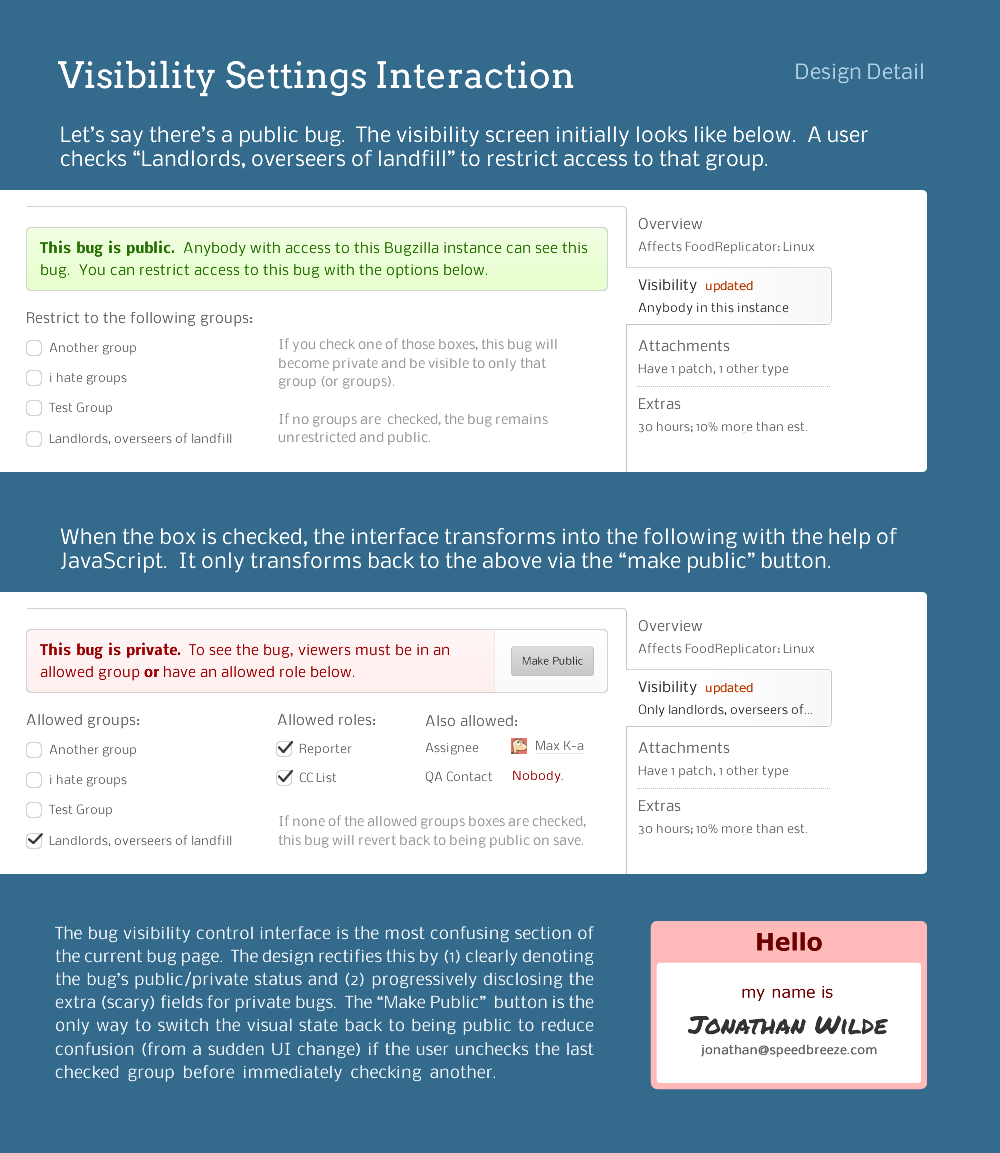 Visibility Settings Interaction
Design Detail
Let's say there's a public bug.  The visibility screen initially looks like below.  A user
checks “Landlords, overseers of landfill” to restrict access to that group.
This bug is public.  Anybody with access to this Bugzilla instance can see this
bug.  You can restrict access to this bug with the options below.
Restrict to the following groups:
Another group
i hate groups
Test Group
Landlords, overseers of landfill
If you check one of those boxes, this bug will
become private and be visible to only that
group (or groups).
If no groups are  checked, the bug remains
unrestricted and public.
Overview
Affects FoodReplicator: Linux
Visibility  updated
Anybody in this instance
Attachments
Have 1 patch, 1 other type
Extras
30 hours; 10% more than est.
When the box is checked, the interface transforms into the following with the help of
JavaScript.  It only transforms back to the above via the “make public” button.
This bug is private.  To see the bug, viewers must be in an
allowed group or have an allowed role below.
Make Public
Allowed groups:
Another group
i hate groups
Test Group
Landlords, overseers of landfill
Allowed roles:
Reporter
CC List
Also allowed:
Assignee  Max K-a
QA Contact  Nobody.
If none of the allowed groups boxes are checked,
this bug will revert back to being public on save.
Overview
Affects FoodReplicator: Linux
Visibility  updated
Only landlords, overseers of...
Attachments
Have 1 patch, 1 other type
Extras
30 hours; 10% more than est.
The bug visibility control interface is the most confusing section of
the current bug page.  The design rectifies this by (1) clearly denoting
the bug's public/private status and (2) progressively disclosing the
extra (scary) fields for private bugs.  The “Make Public”  button is the
only way to switch the visual state back to being public to reduce
confusion (from a sudden UI change) if the user unchecks the last
checked group before immediately checking another.
Hello
my name is
Jonathan Wilde
jonathan@speedbreeze.com